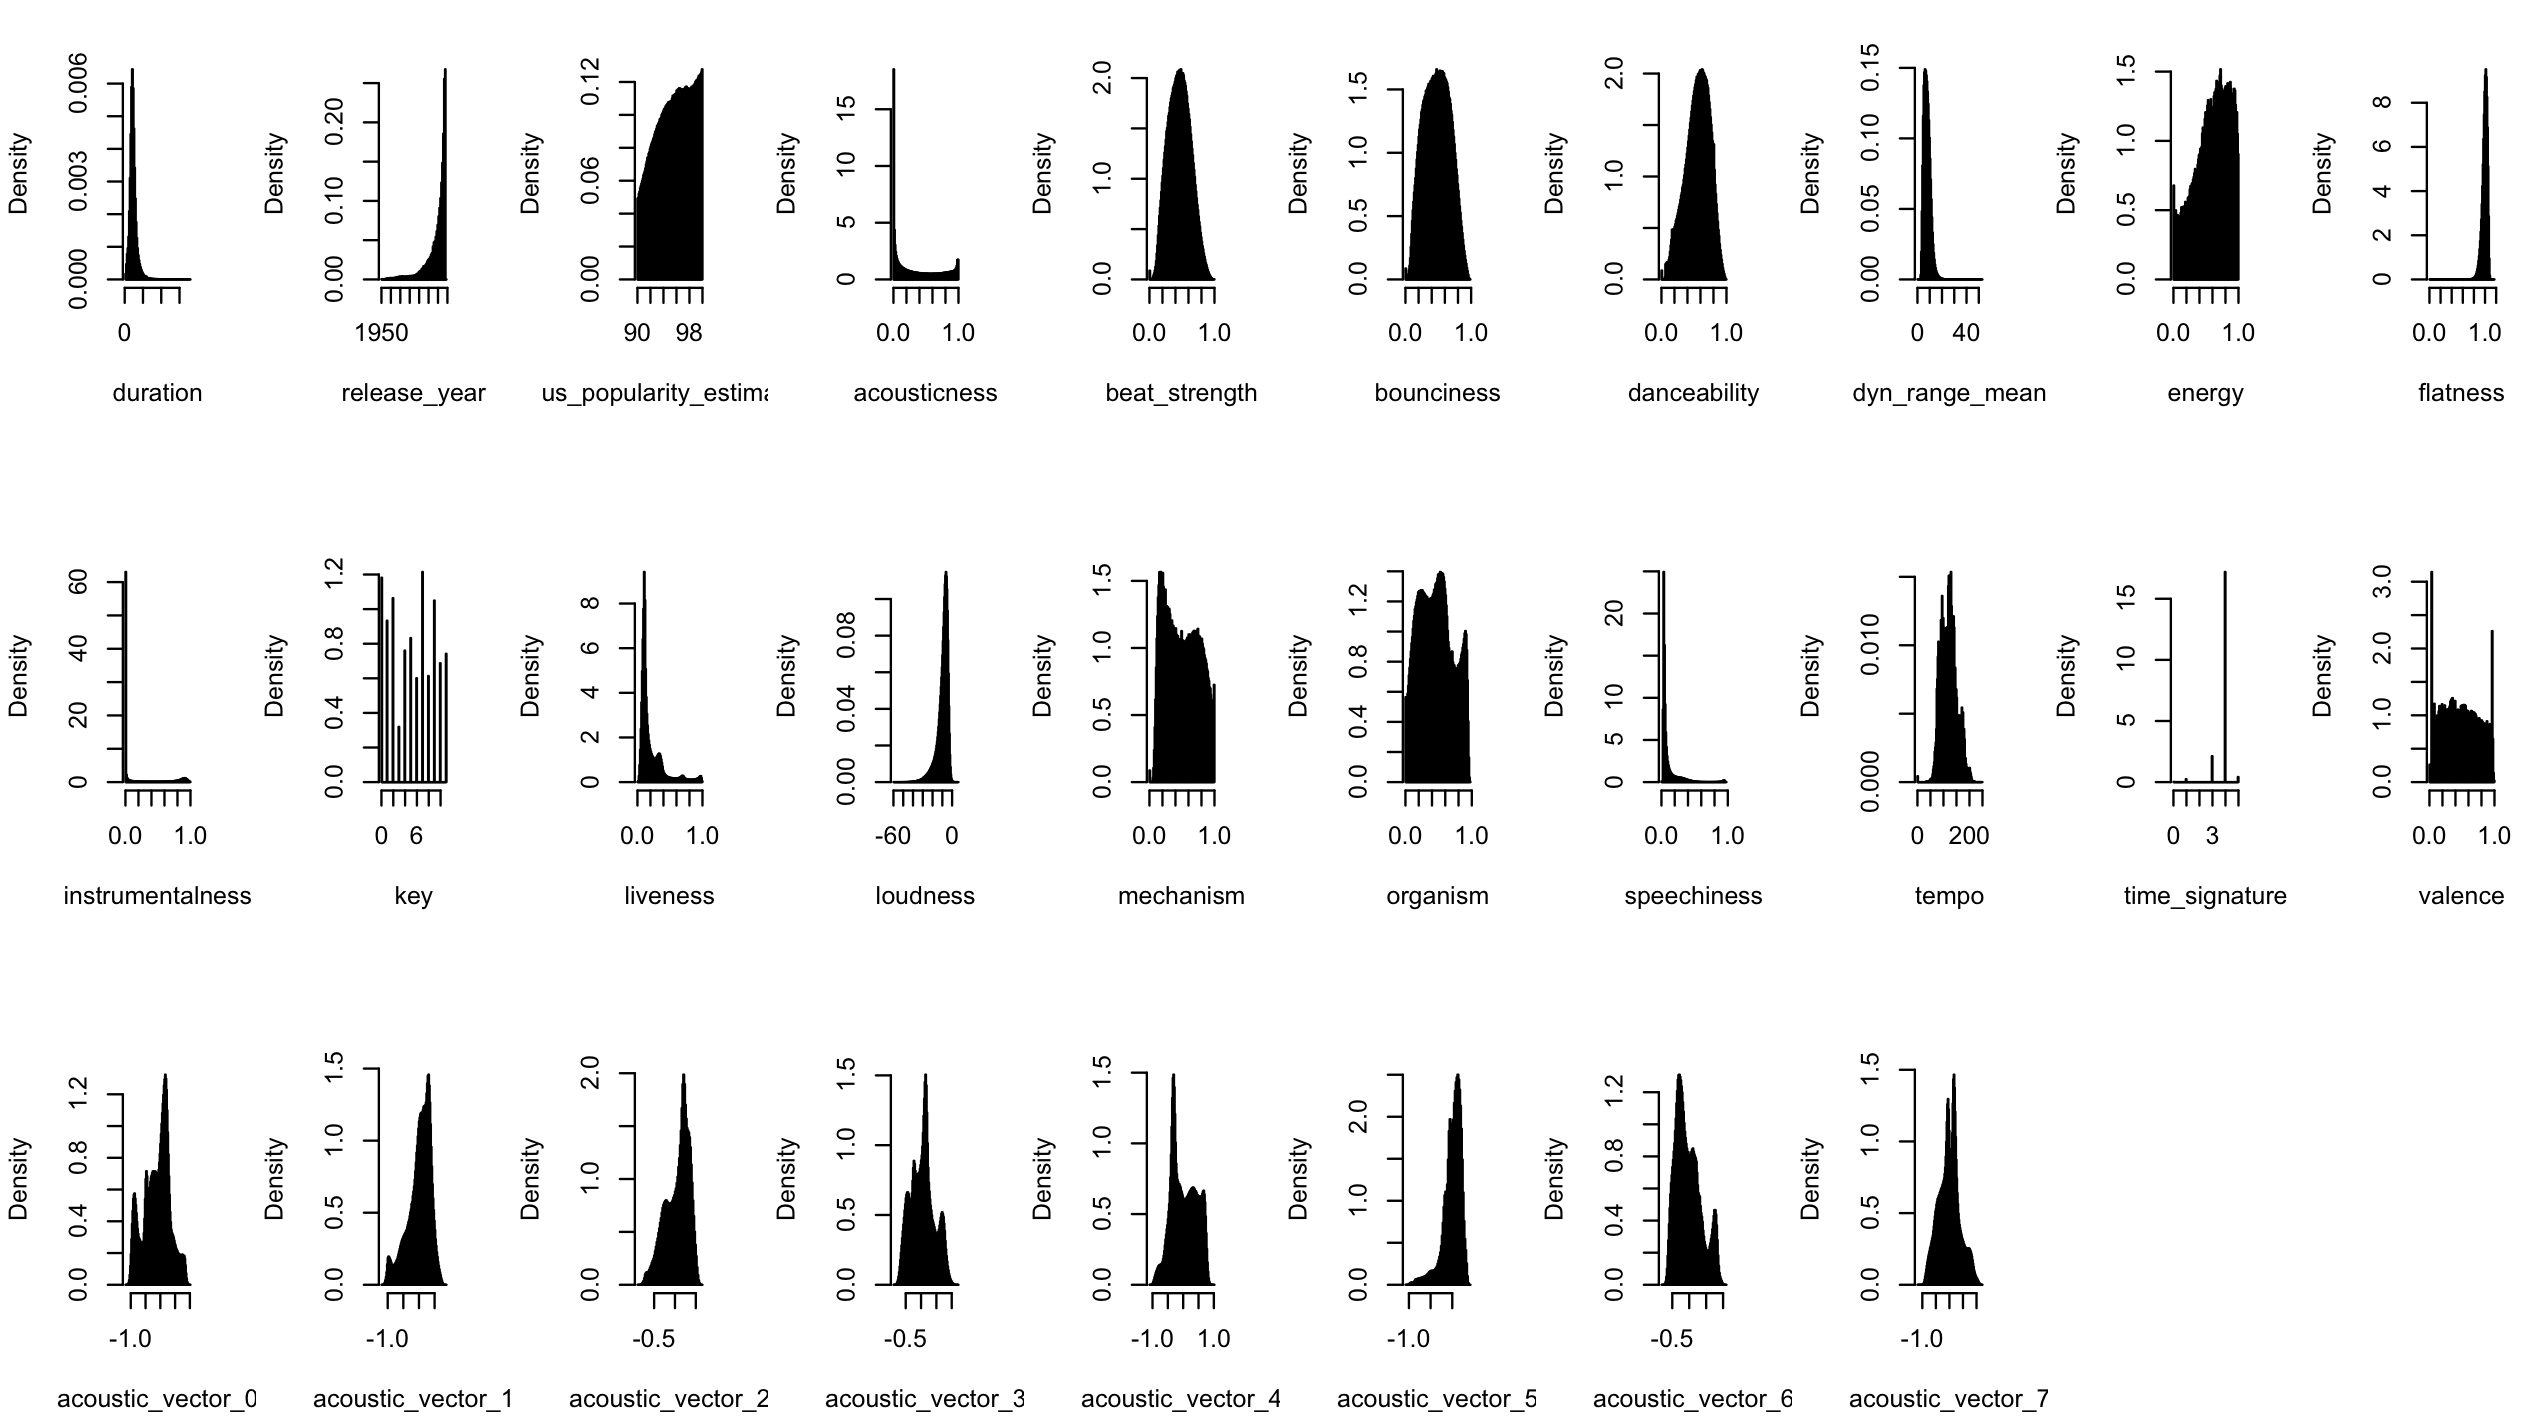 Density
0.000 0.003 0.006
0
duration
Density
0.00 0.10 0.20
1950
release_year
Density
0.00 0.06 0.12
90 98
us_popularity_estima
Density
0 5 10 15
0.0 1.0
acousticness
Density
0.0 1.0 2.0
0.0 1.0
beat_strength
Density
0.0 0.5 1.0 1.5
0.0 1.0
bounciness
Density
0.0 1.0 2.0
0.0 1.0
danceability
Density
0.00 0.05 0.10 0.15
0 40
dyn_range_mean
Density
0.0 0.5 1.0 1.5
0.0 1.0
energy
Density
0 2 4 6 8
0.0 1.0
flatness
Density
0 20 40 60
0.0 1.0
instrumentalness
Density
0.0 0.4 0.8 1.2
0 6
key
Density
0 2 4 6 8
0.0 1.0
liveness
Density
0.00 0.04 0.08
-60 0
loudness
Density
0.0 0.5 1.0 1.5
0.0 1.0
mechanism
Density
0.0 0.4 0.8 1.2
0.0 1.0
organism
Density
0 5 10 20
0.0 1.0
speechiness
Density
0.000 0.010
0 200
tempo
Density
0 5 10 15
0 3
time_signature
Density
0.0 1.0 2.0 3.0
0.0 1.0
valence
Density
0.0 0.4 0.8 1.2
-1.0
acoustic_vector_0
Density
0.0 0.5 1.0 1.5
-1.0
acoustic_vector_1
Density
0.0 1.0 2.0
-0.5
acoustic_vector_2
Density
0.0 0.5 1.0 1.5
-0.5
acoustic_vector_3
Density
0.0 0.5 1.0 1.5
-1.0 1.0
acoustic_vector_4
Density
0.0 1.0 2.0
-1.0
acoustic_vector_5
Density
0.0 0.4 0.8 1.2
-0.5
acoustic_vector_6
Density
0.0 0.5 1.0 1.5
-1.0
acoustic_vector_7